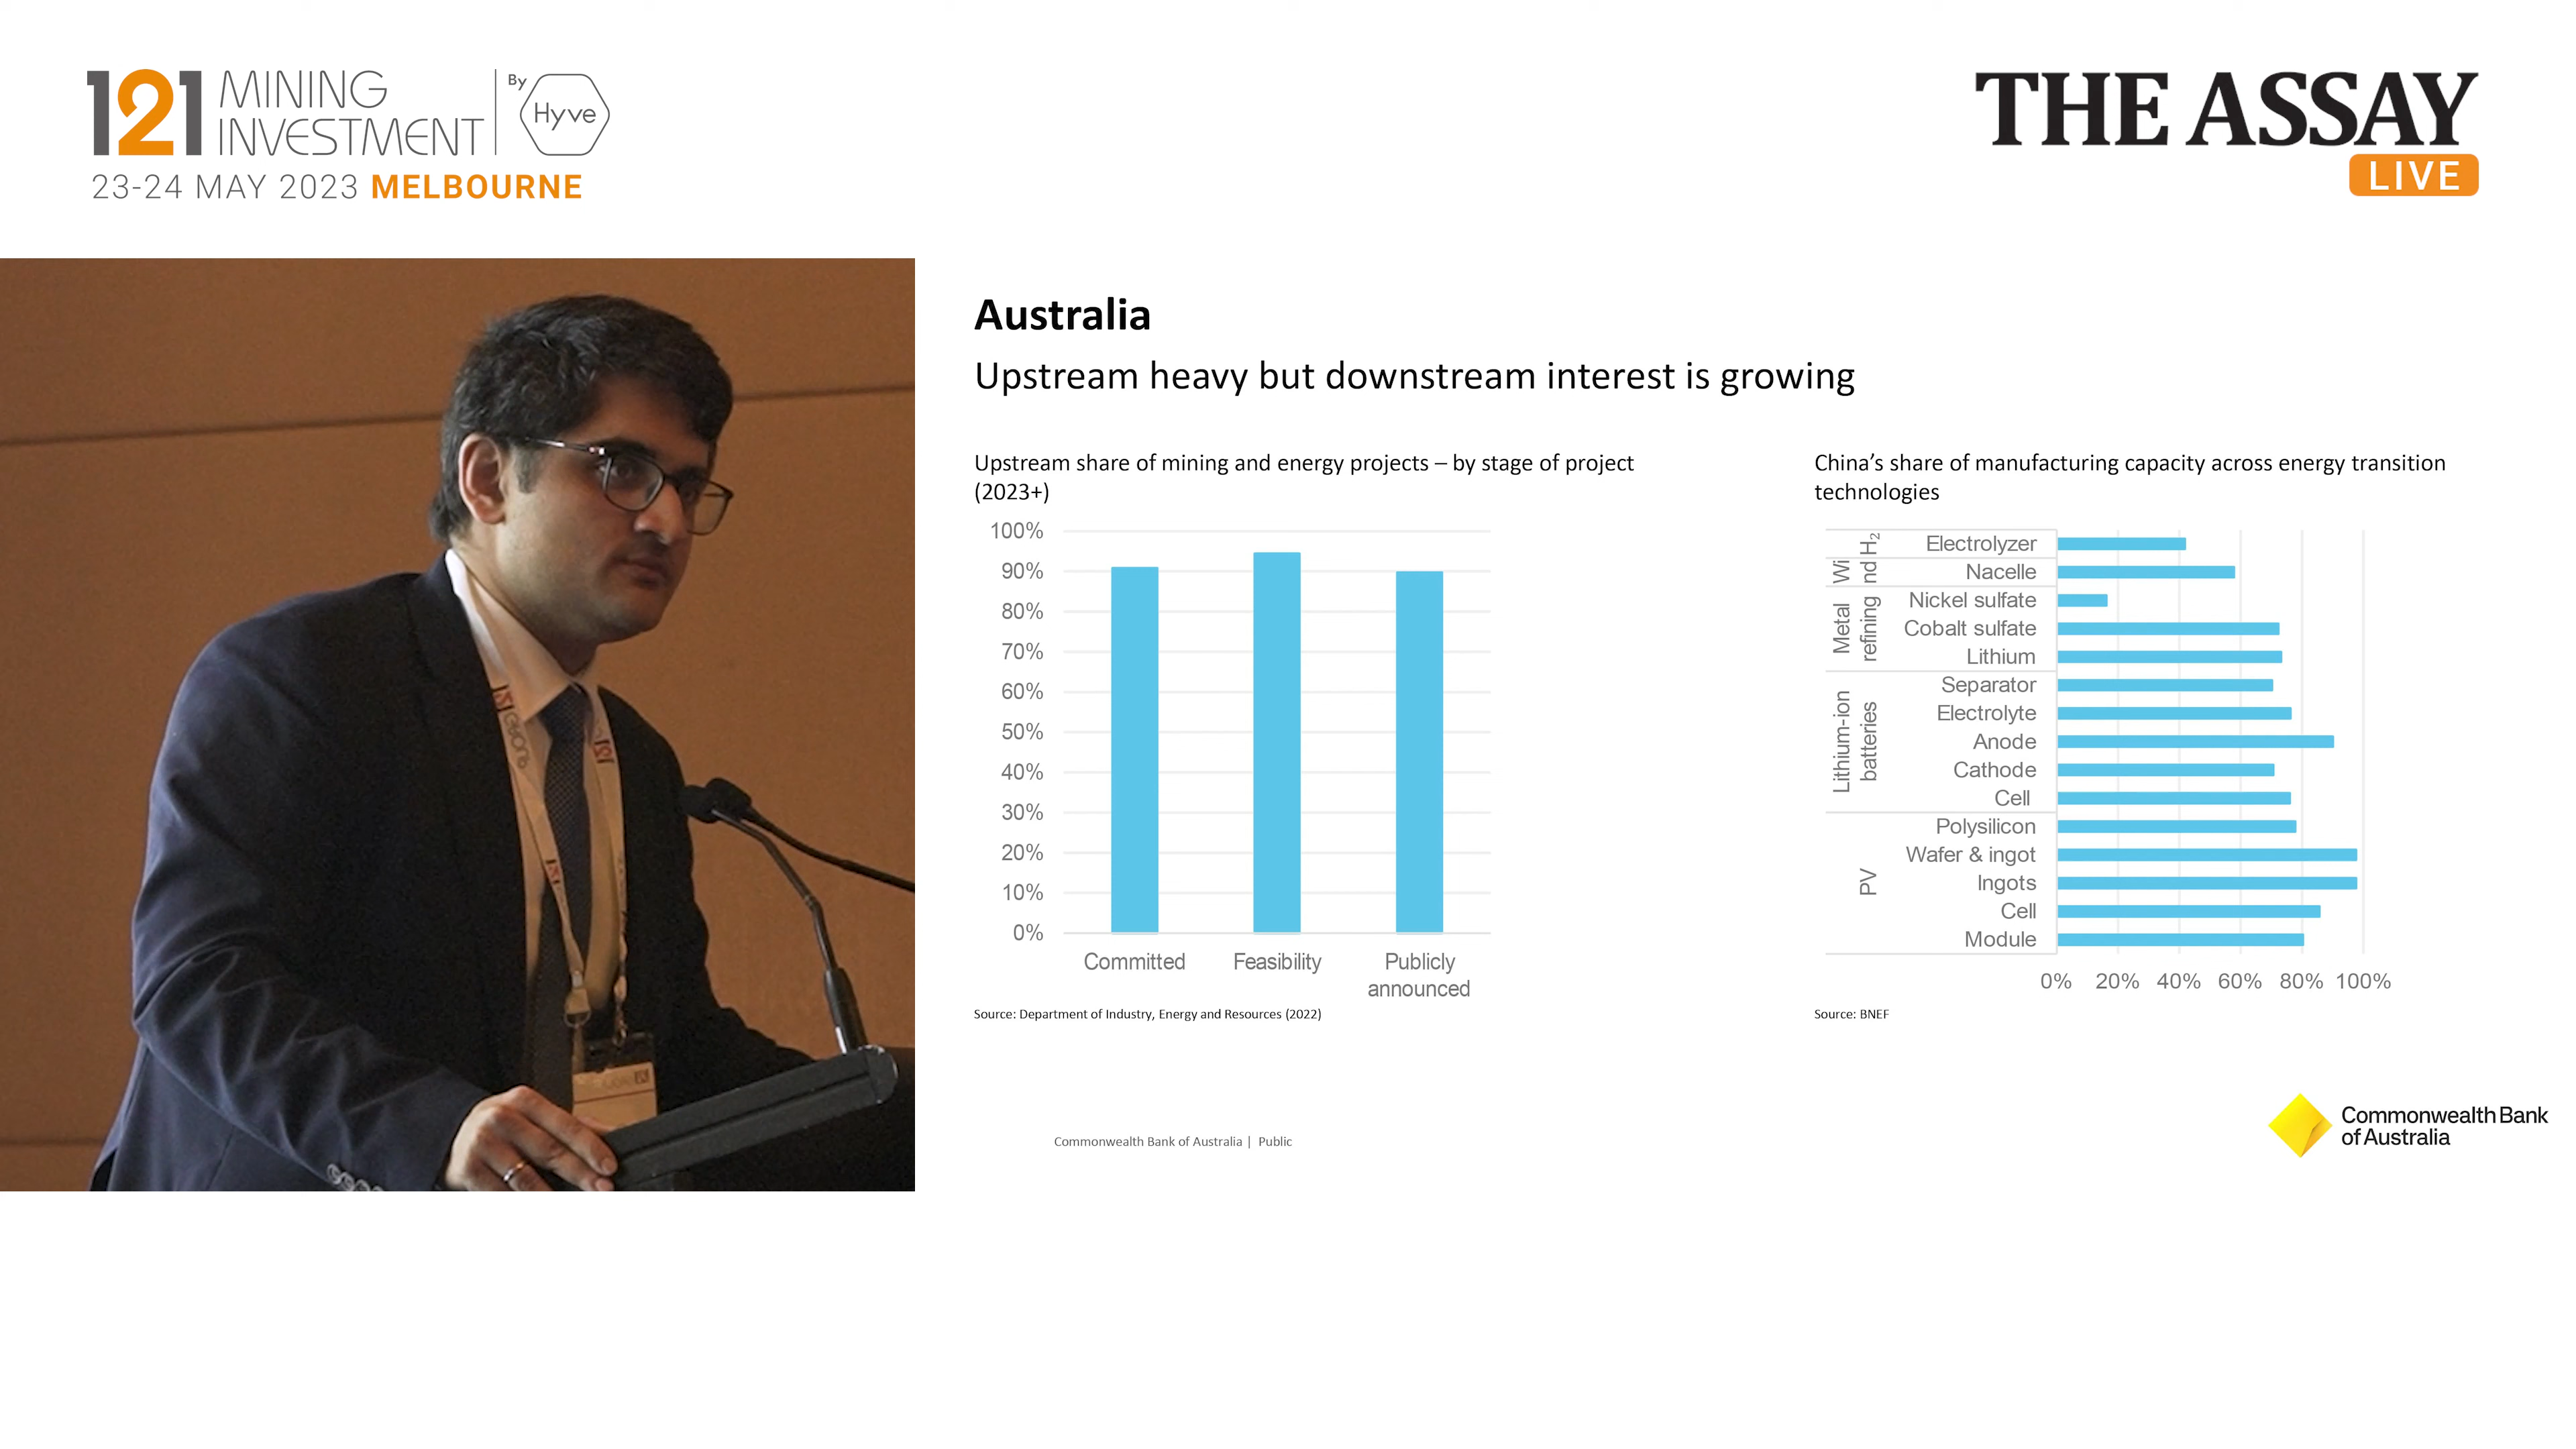 121 MINING INVESTMENT By Hyve
23-24 MAY 2023 MELBOURNE
THE ASSAY
LIVE
Australia
Upstream heavy but downstream interest is growing
Upstream share of mining and energy projects – by stage of project
(2023+)
100%
90%
80%
70%
60%
50%
40%
30%
20%
10%
0%
Committed
Feasibility
Publicly
announced
Source: Department of Industry, Energy and Resources (2022)
China’s share of manufacturing capacity across energy transition
technologies
H₂
Electrolyzer
Wi
nd
Nacelle
Metal
refining
Nickel sulfate
Cobalt sulfate
Lithium
Lithium-ion
batteries
Separator
Electrolyte
Anode
Cathode
Cell
PV
Polysilicon
Wafer & ingot
Ingots
Cell
Module
0% 20% 40% 60% 80% 100%
Source: BNEF
Commonwealth Bank of Australia | Public
CommonwealthBank
of Australia